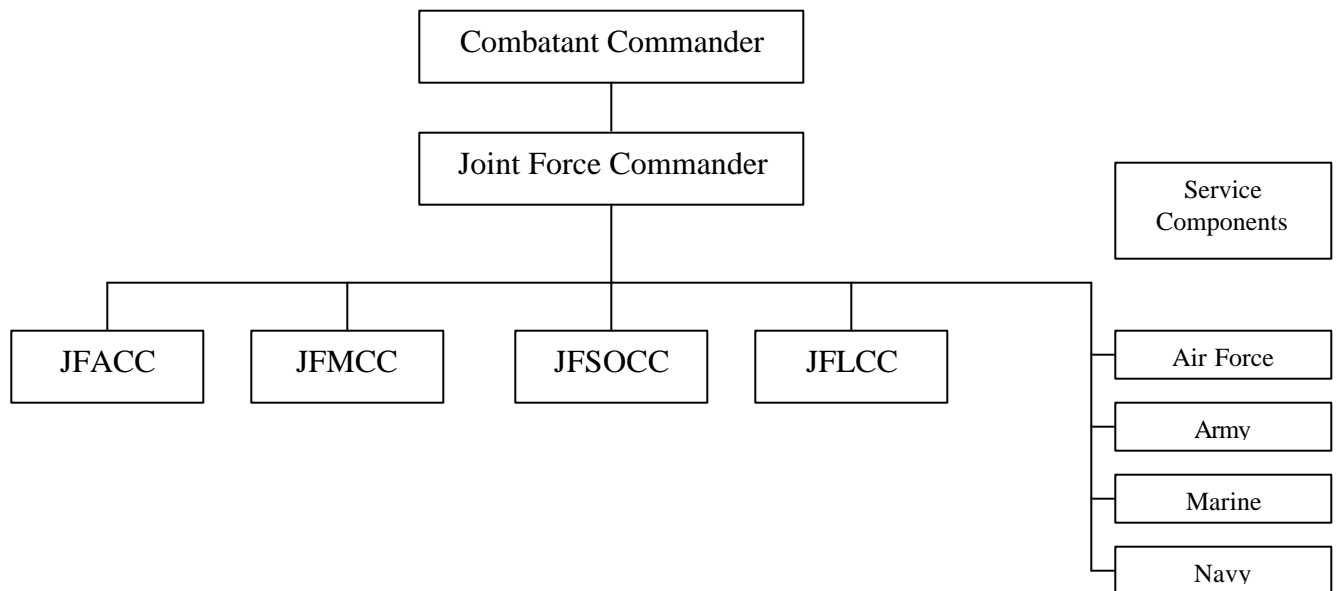 Combatant Commander
Joint Force Commander
Service
Components
JFACC
JFMCC
JFSOCC
JFLCC
Air Force
Army
Marine
Navy